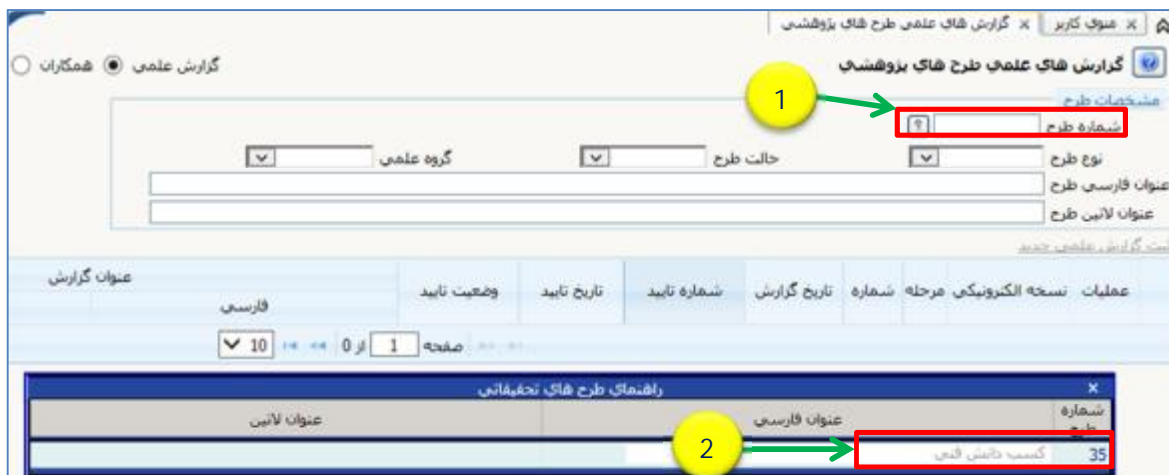 منوی کاربر x گزارش های علمی طرح های پژوهشی x
گزارش های علمی طرح های پژوهشی
گزارش علمی همکاران
مشخصات طرح
1
شماره طرح ؟
نوع طرح حالت طرح گروه علمی
عنوان فارسی طرح
عنوان لاتین طرح
ثبت گزارش علمی جدید
عملیات نسخه الکترونیکی مرحله شماره تاریخ گزارش شماره تایید تاریخ تایید وضعیت تایید عنوان گزارش
فارسی
صفحه 1 از 0 10
راهنمای طرح های تحقیقاتی x
شماره طرح عنوان فارسی عنوان لاتین
35 کسب دانش فنی
2